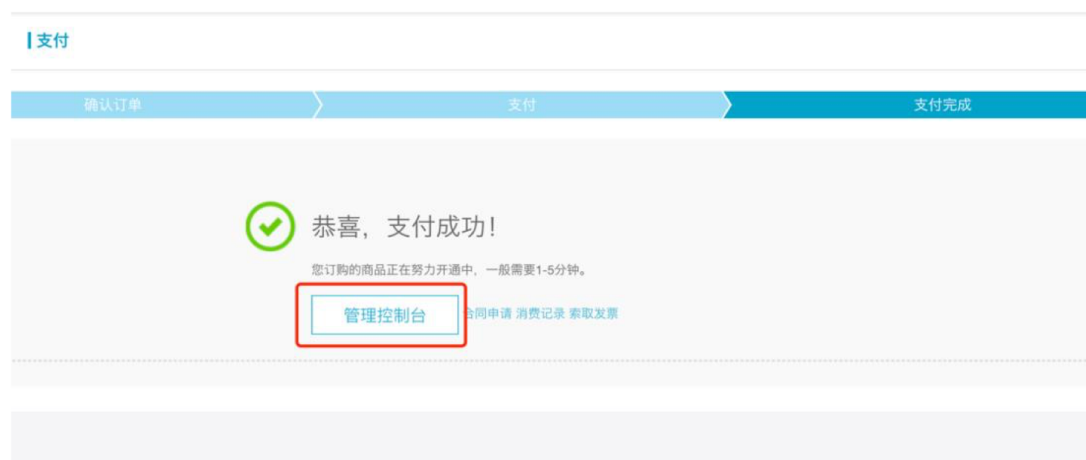 支付
确认订单 支付 支付完成
恭喜，支付成功！
您订购的商品正在努力开通中，一般需要1-5分钟。
管理控制台 合同申请 消费记录 索取发票